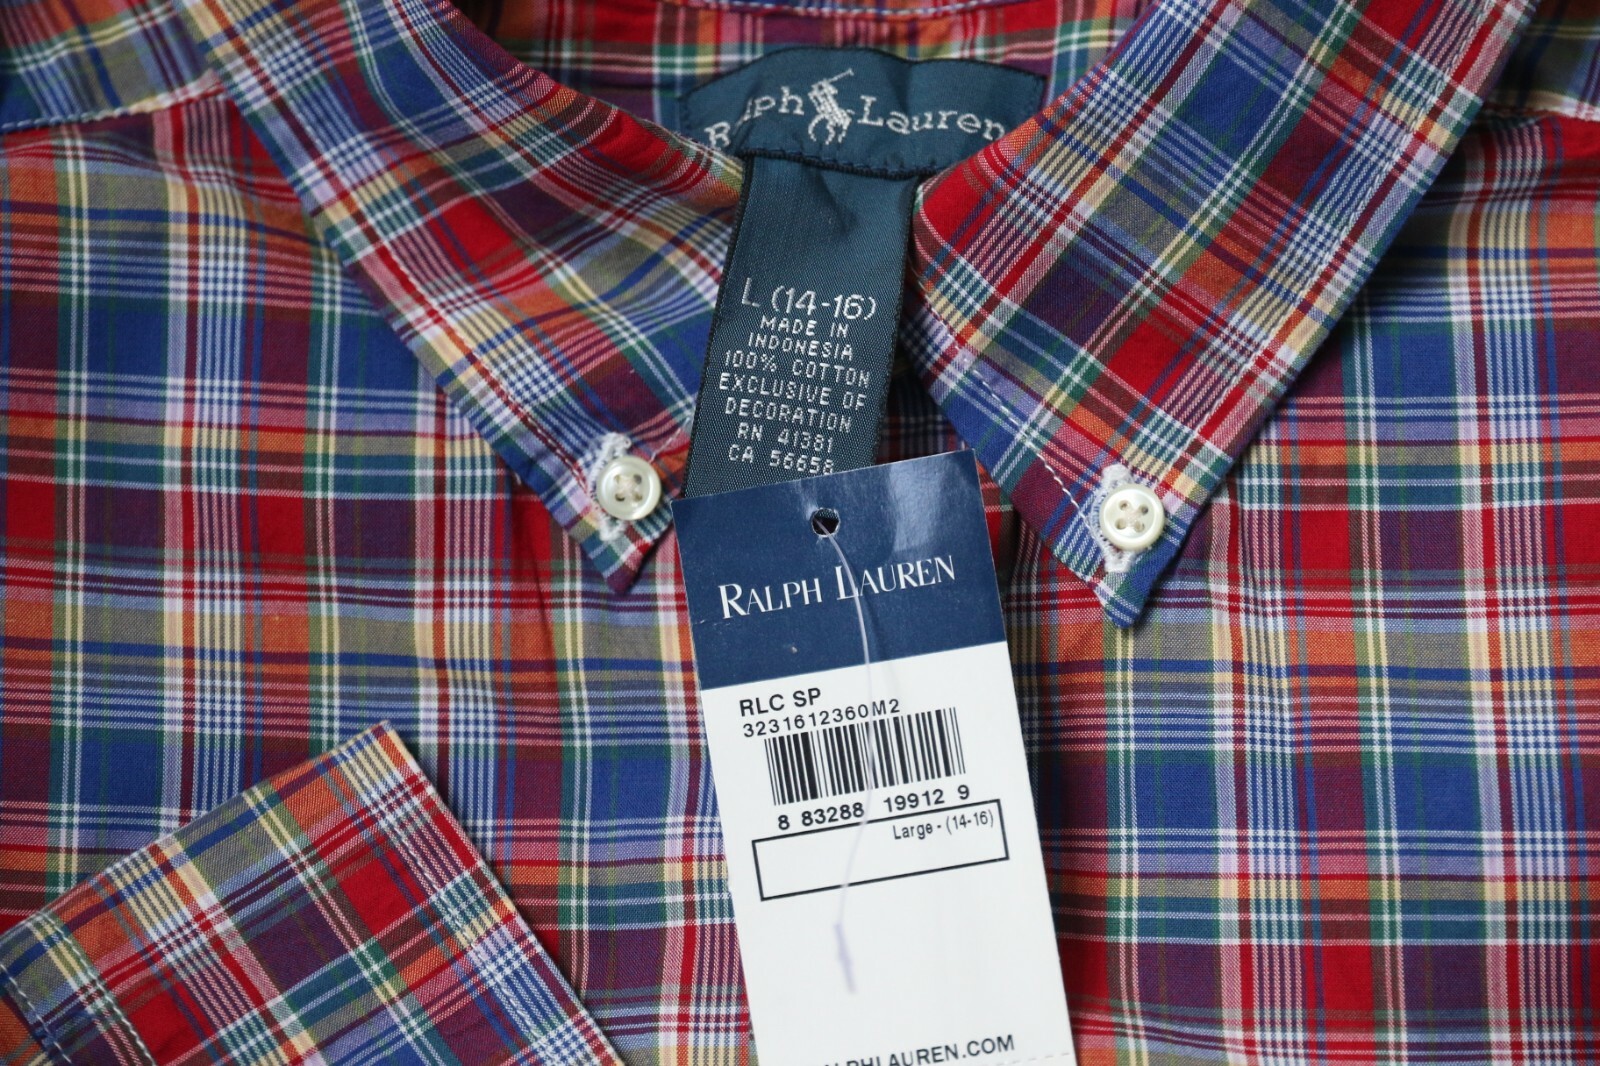 Ralph Lauren
L (14-16)
MADE IN
INDONESIA
100% COTTON
EXCLUSIVE OF
DECORATION
RN 41381
CA 56658
RALPH LAUREN
RLC SP
3231612360M2
8 83288 19912 9
Large - (14-16)
ALPHLAUREN.COM